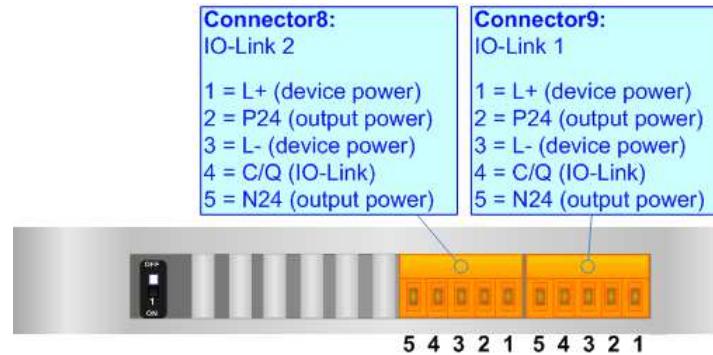 Connector8:
IO-Link 2
1 = L+ (device power)
2 = P24 (output power)
3 = L- (device power)
4 = C/Q (IO-Link)
5 = N24 (output power)
Connector9:
IO-Link 1
1 = L+ (device power)
2 = P24 (output power)
3 = L- (device power)
4 = C/Q (IO-Link)
5 = N24 (output power)
OFF
1
ON
5 4 3 2 1 5 4 3 2 1